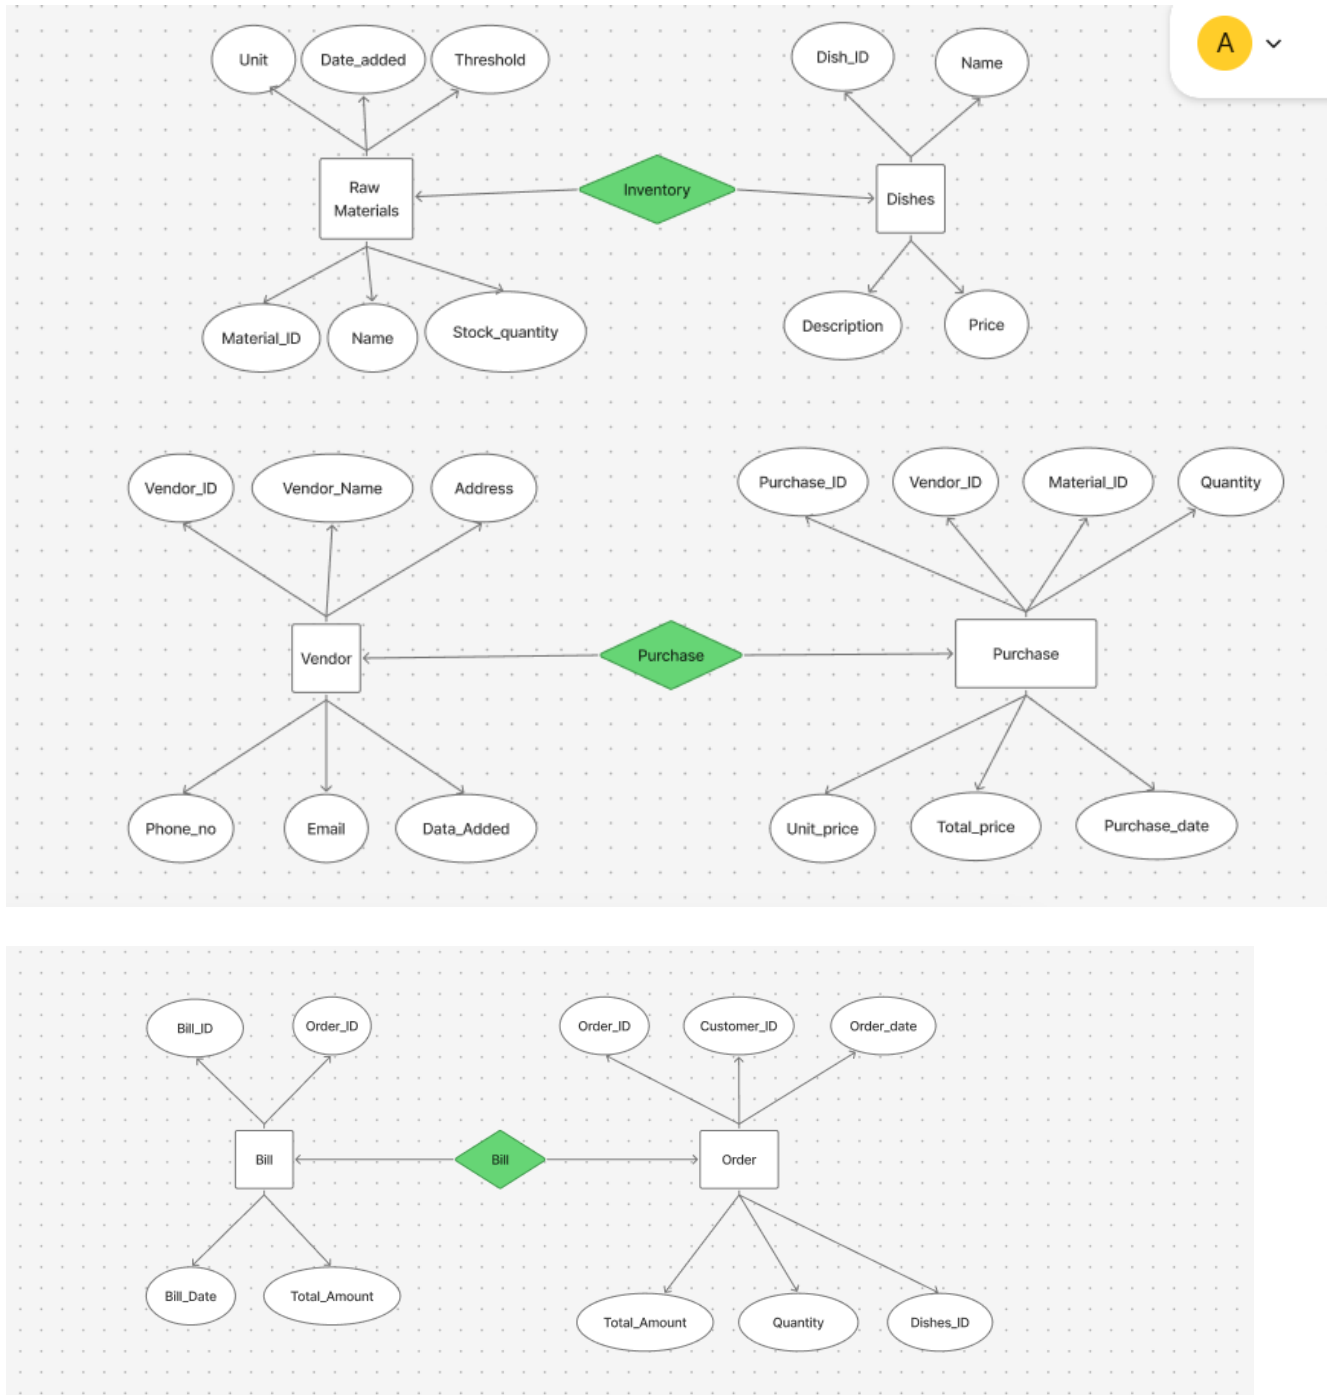 A
Unit
Date_added
Threshold
Dish_ID
Name
Raw
Materials
Inventory
Dishes
Material_ID
Name
Stock_quantity
Description
Price
Vendor_ID
Vendor_Name
Address
Purchase_ID
Vendor_ID
Material_ID
Quantity
Vendor
Purchase
Purchase
Phone_no
Email
Data_Added
Unit_price
Total_price
Purchase_date
Bill_ID
Order_ID
Order_ID
Customer_ID
Order_date
Bill
Bill
Order
Bill_Date
Total_Amount
Total_Amount
Quantity
Dishes_ID